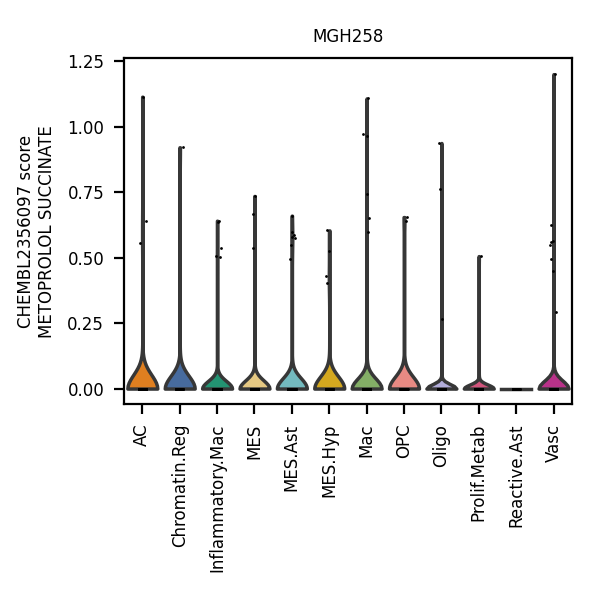 MGH258
CHEMBL2356097 score
METOPROLOL SUCCINATE
1.25
1.00
0.75
0.50
0.25
0.00
AC
Chromatin.Reg
Inflammatory.Mac
MES
MES.Ast
MES.Hyp
Mac
OPC
Oligo
Prolif.Metab
Reactive.Ast
Vasc